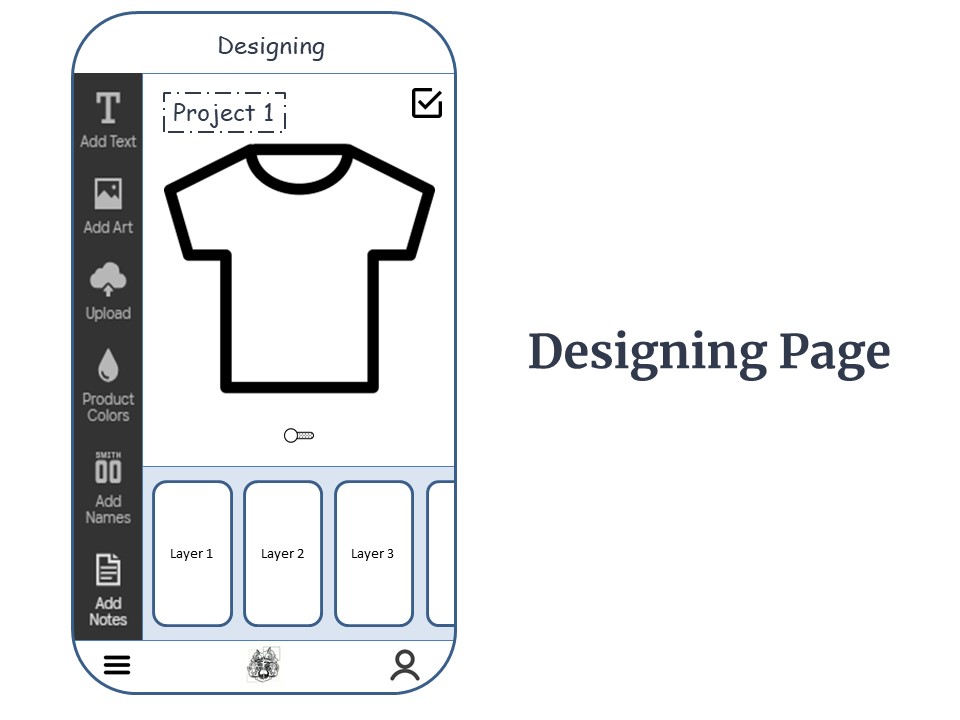 Designing
Project 1
Add Text
Add Art
Upload
Product
Colors
SMITH
00
Add
Names
Add
Notes
Layer 1
Layer 2
Layer 3
Designing Page